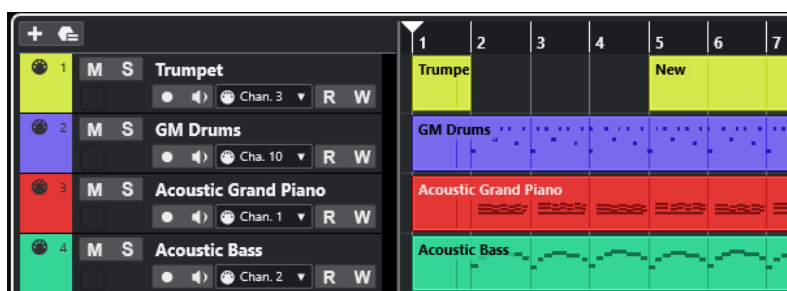 1 2 3 4 5 6 7
1 M S Trumpet
Chan. 3 R W
Trumpe New
2 M S GM Drums
Cha. 10 R W
GM Drums
3 M S Acoustic Grand Piano
Chan. 1 R W
Acoustic Grand Piano
4 M S Acoustic Bass
Chan. 2 R W
Acoustic Bass